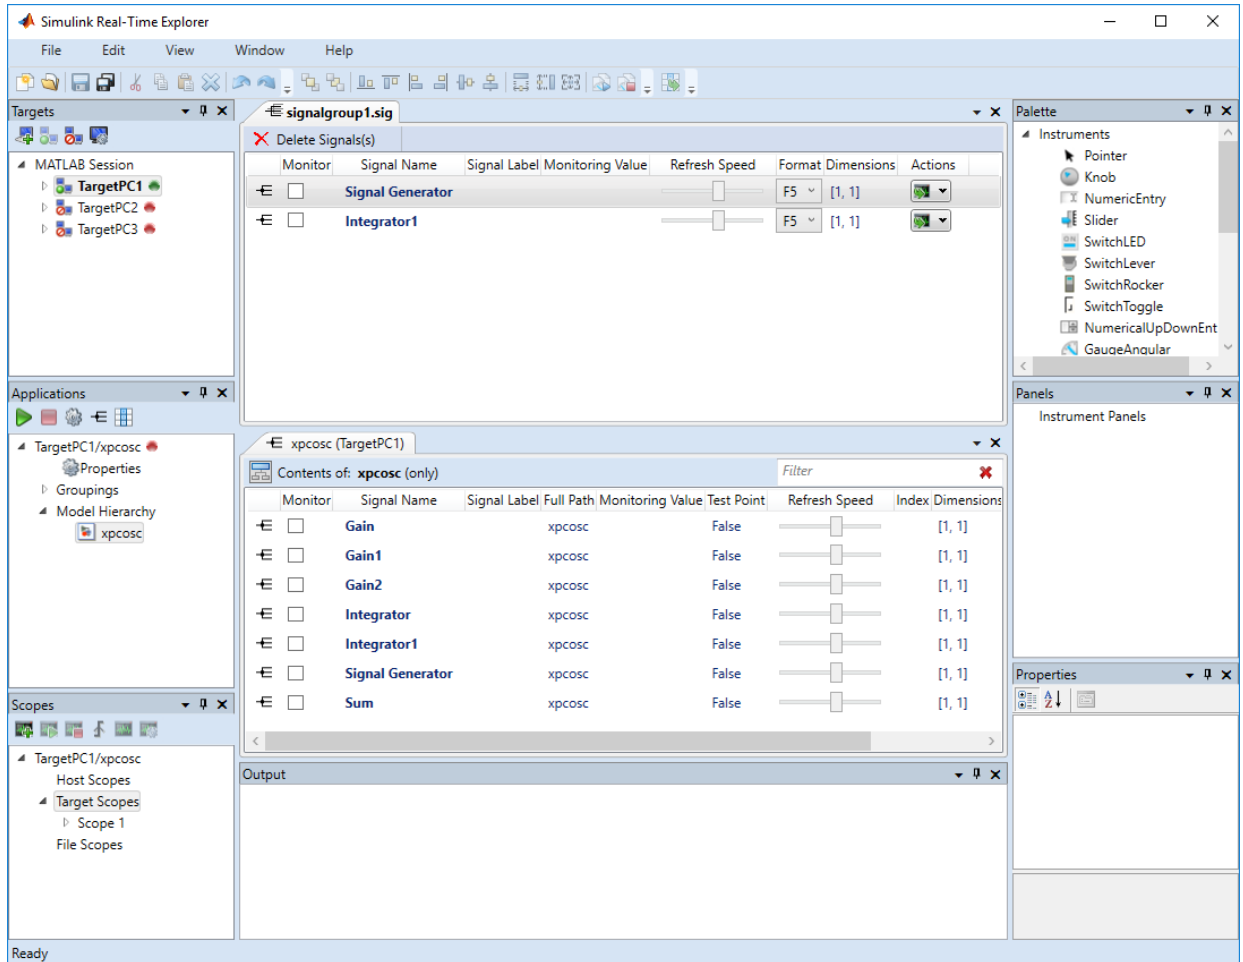 Simulink Real-Time Explorer
File Edit View Window Help
Targets
MATLAB Session
TargetPC1
TargetPC2
TargetPC3
signalgroup1.sig
Delete Signals(s)
Monitor Signal Name Signal Label Monitoring Value Refresh Speed Format Dimensions Actions
Signal Generator F5 [1, 1]
Integrator1 F5 [1, 1]
Palette
Instruments
Pointer
Knob
NumericEntry
Slider
SwitchLED
SwitchLever
SwitchRocker
SwitchToggle
NumericalUpDownEnt
GaugeAngular
Applications
TargetPC1/xpcosc
Properties
Groupings
Model Hierarchy
xpcosc
xpcosc (TargetPC1)
Contents of: xpcosc (only) Filter
Monitor Signal Name Signal Label Full Path Monitoring Value Test Point Refresh Speed Index Dimensions
Gain xpcosc False [1, 1]
Gain1 xpcosc False [1, 1]
Gain2 xpcosc False [1, 1]
Integrator xpcosc False [1, 1]
Integrator1 xpcosc False [1, 1]
Signal Generator xpcosc False [1, 1]
Sum xpcosc False [1, 1]
Panels
Instrument Panels
Properties
Scopes
TargetPC1/xpcosc
Host Scopes
Target Scopes
Scope 1
File Scopes
Output
Ready